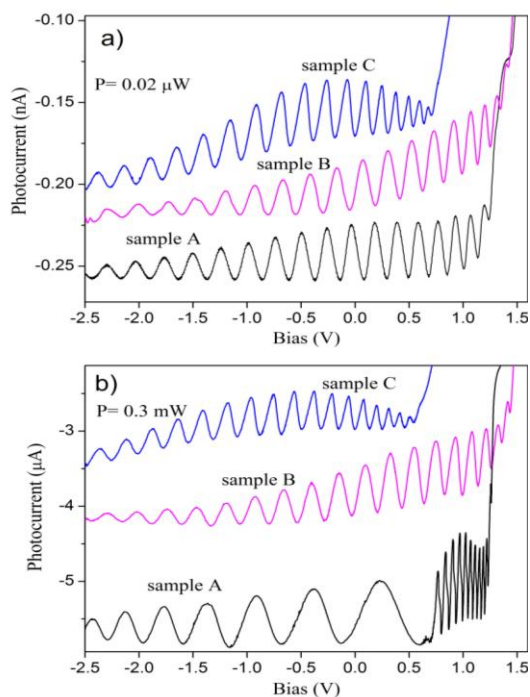 a)
sample C
P= 0.02 μW
sample B
sample A
Photocurrent (nA)
-0.10
-0.15
-0.20
-0.25
-2.5 -2.0 -1.5 -1.0 -0.5 0.0 0.5 1.0 1.5
Bias (V)
b)
P= 0.3 mW
sample C
sample B
sample A
Photocurrent (μA)
-3
-4
-5
-2.5 -2.0 -1.5 -1.0 -0.5 0.0 0.5 1.0 1.5
Bias (V)